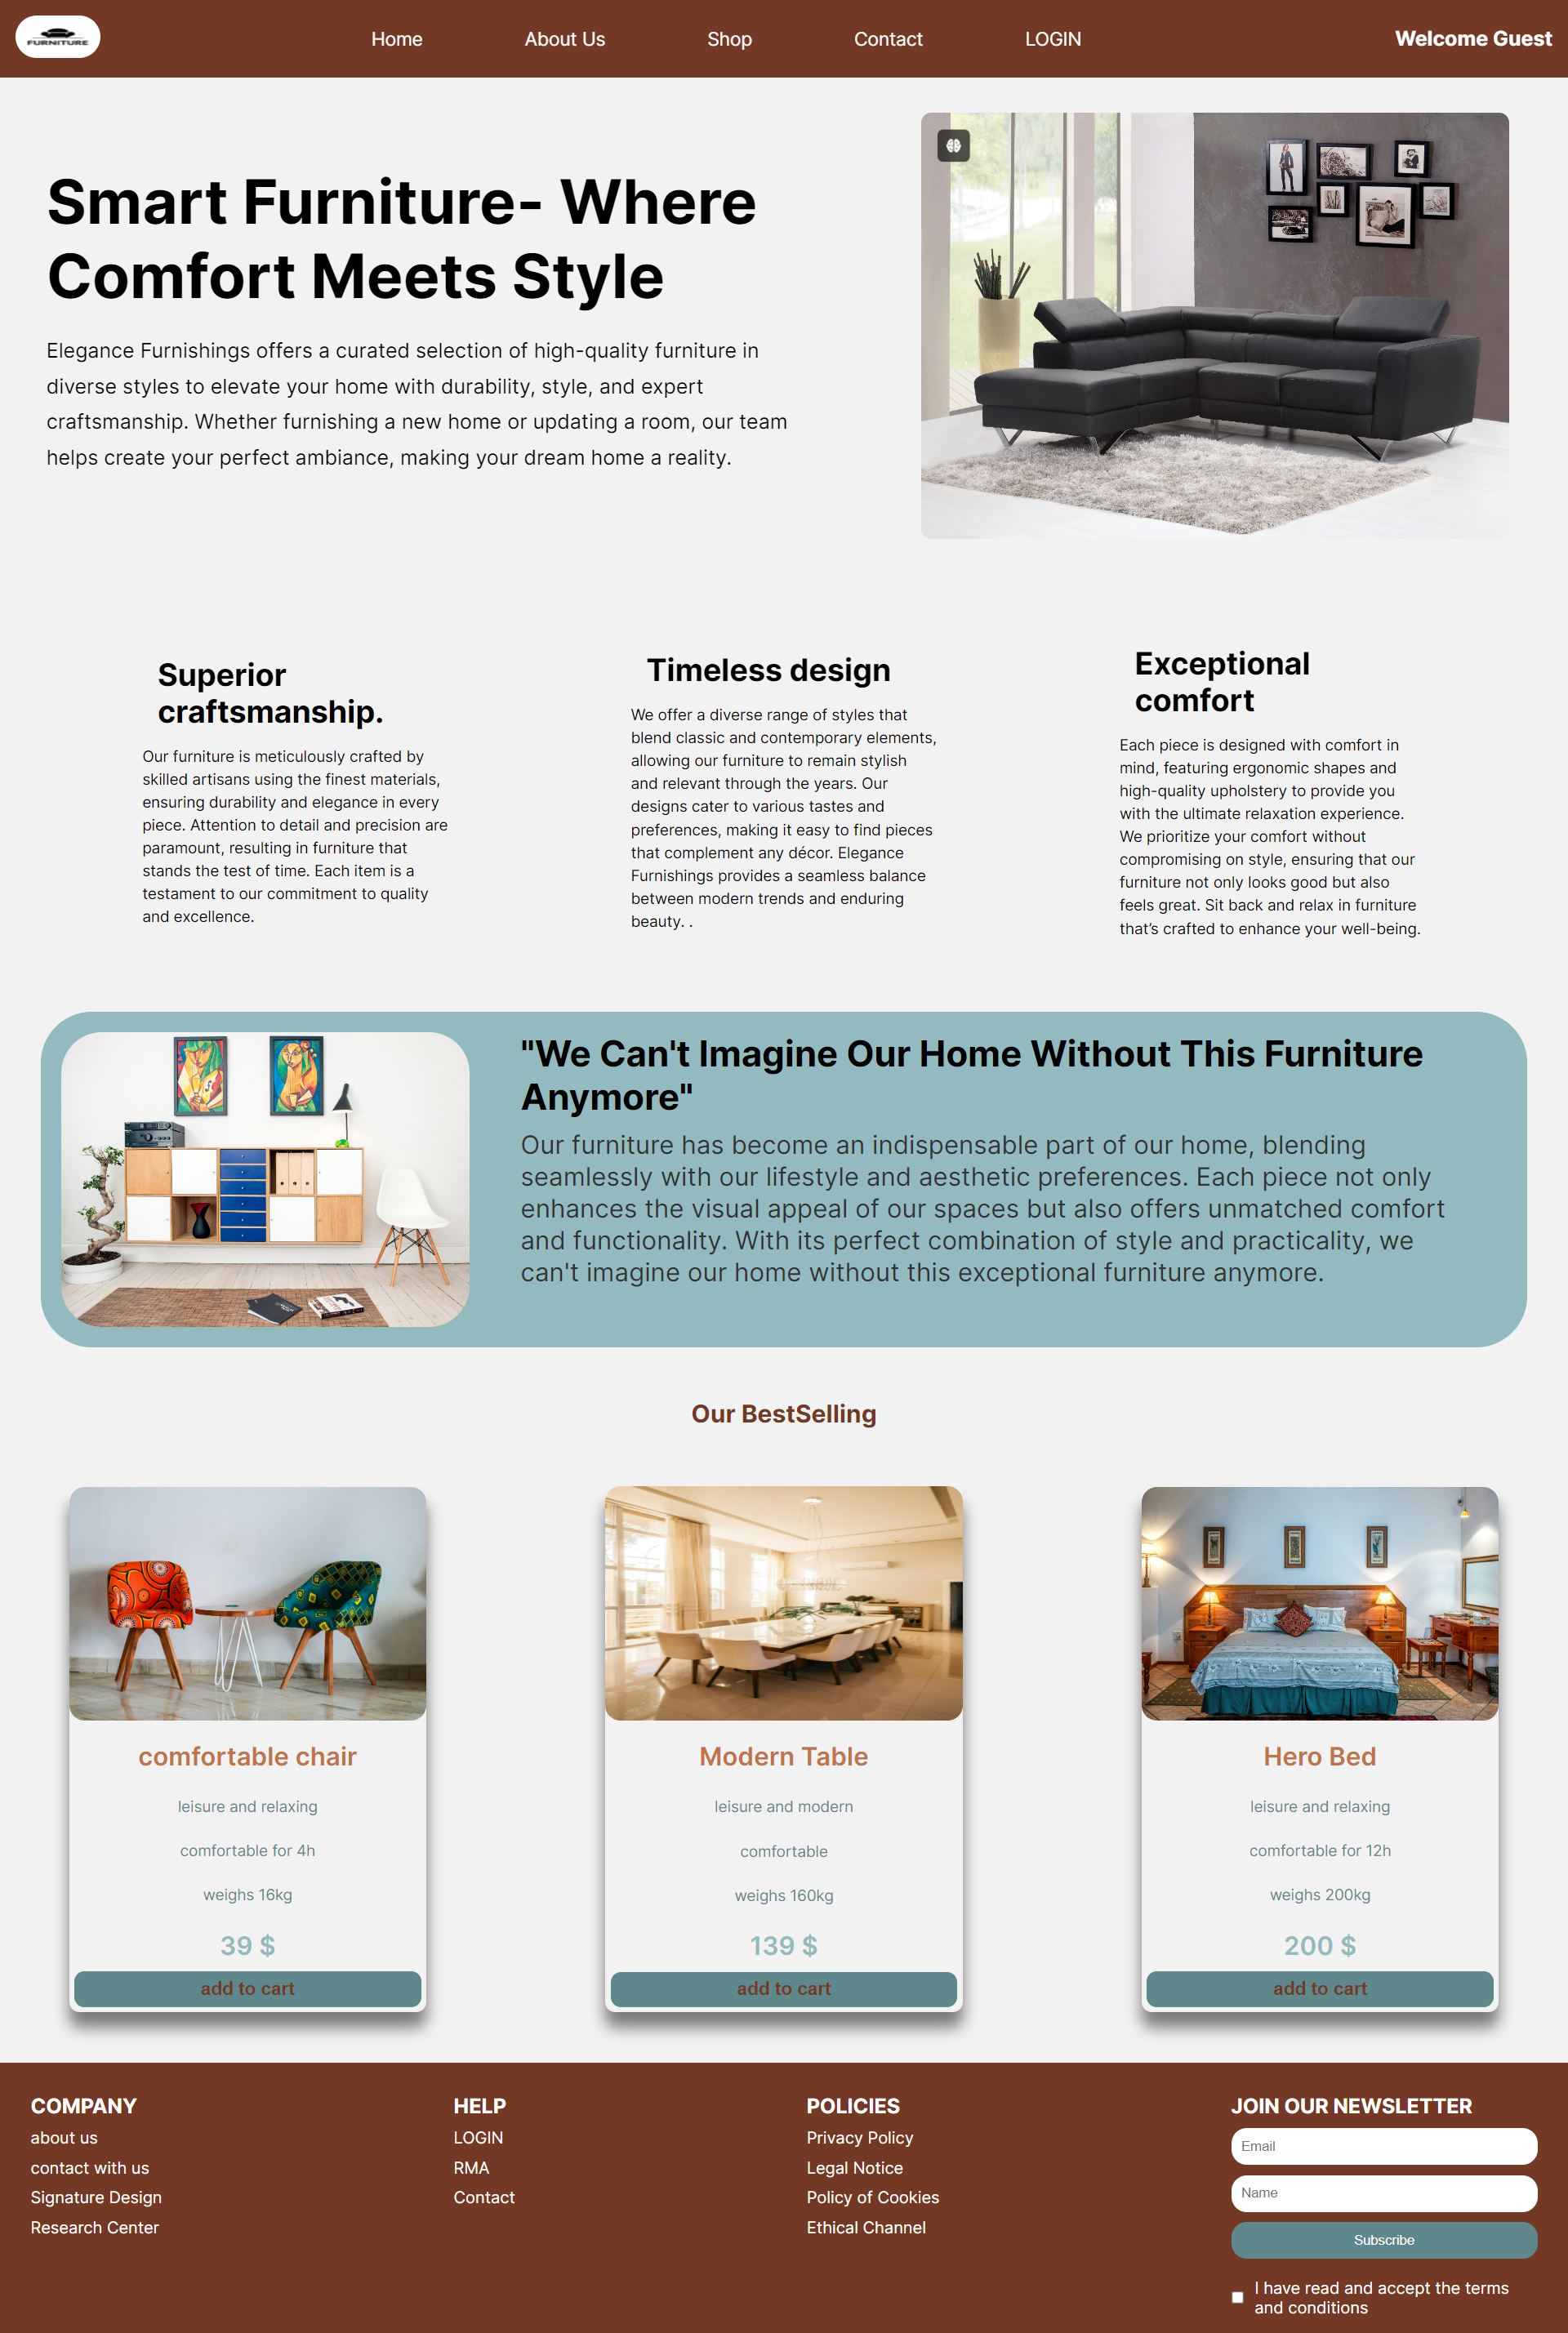 FURNITURE
Home
About Us
Shop
Contact
LOGIN
Welcome Guest
Smart Furniture- Where
Comfort Meets Style
Elegance Furnishings offers a curated selection of high-quality furniture in
diverse styles to elevate your home with durability, style, and expert
craftsmanship. Whether furnishing a new home or updating a room, our team
helps create your perfect ambiance, making your dream home a reality.
Superior
craftsmanship.
Our furniture is meticulously crafted by
skilled artisans using the finest materials,
ensuring durability and elegance in every
piece. Attention to detail and precision are
paramount, resulting in furniture that
stands the test of time. Each item is a
testament to our commitment to quality
and excellence.
Timeless design
We offer a diverse range of styles that
blend classic and contemporary elements,
allowing our furniture to remain stylish
and relevant through the years. Our
designs cater to various tastes and
preferences, making it easy to find pieces
that complement any décor. Elegance
Furnishings provides a seamless balance
between modern trends and enduring
beauty. .
Exceptional
comfort
Each piece is designed with comfort in
mind, featuring ergonomic shapes and
high-quality upholstery to provide you
with the ultimate relaxation experience.
We prioritize your comfort without
compromising on style, ensuring that our
furniture not only looks good but also
feels great. Sit back and relax in furniture
that’s crafted to enhance your well-being.
"We Can't Imagine Our Home Without This Furniture
Anymore"
Our furniture has become an indispensable part of our home, blending
seamlessly with our lifestyle and aesthetic preferences. Each piece not only
enhances the visual appeal of our spaces but also offers unmatched comfort
and functionality. With its perfect combination of style and practicality, we
can't imagine our home without this exceptional furniture anymore.
Our BestSelling
comfortable chair
leisure and relaxing
comfortable for 4h
weighs 16kg
39 $
add to cart
Modern Table
leisure and modern
comfortable
weighs 160kg
139 $
add to cart
Hero Bed
leisure and relaxing
comfortable for 12h
weighs 200kg
200 $
add to cart
COMPANY
about us
contact with us
Signature Design
Research Center
HELP
LOGIN
RMA
Contact
POLICIES
Privacy Policy
Legal Notice
Policy of Cookies
Ethical Channel
JOIN OUR NEWSLETTER
Email
Name
Subscribe
I have read and accept the terms
and conditions